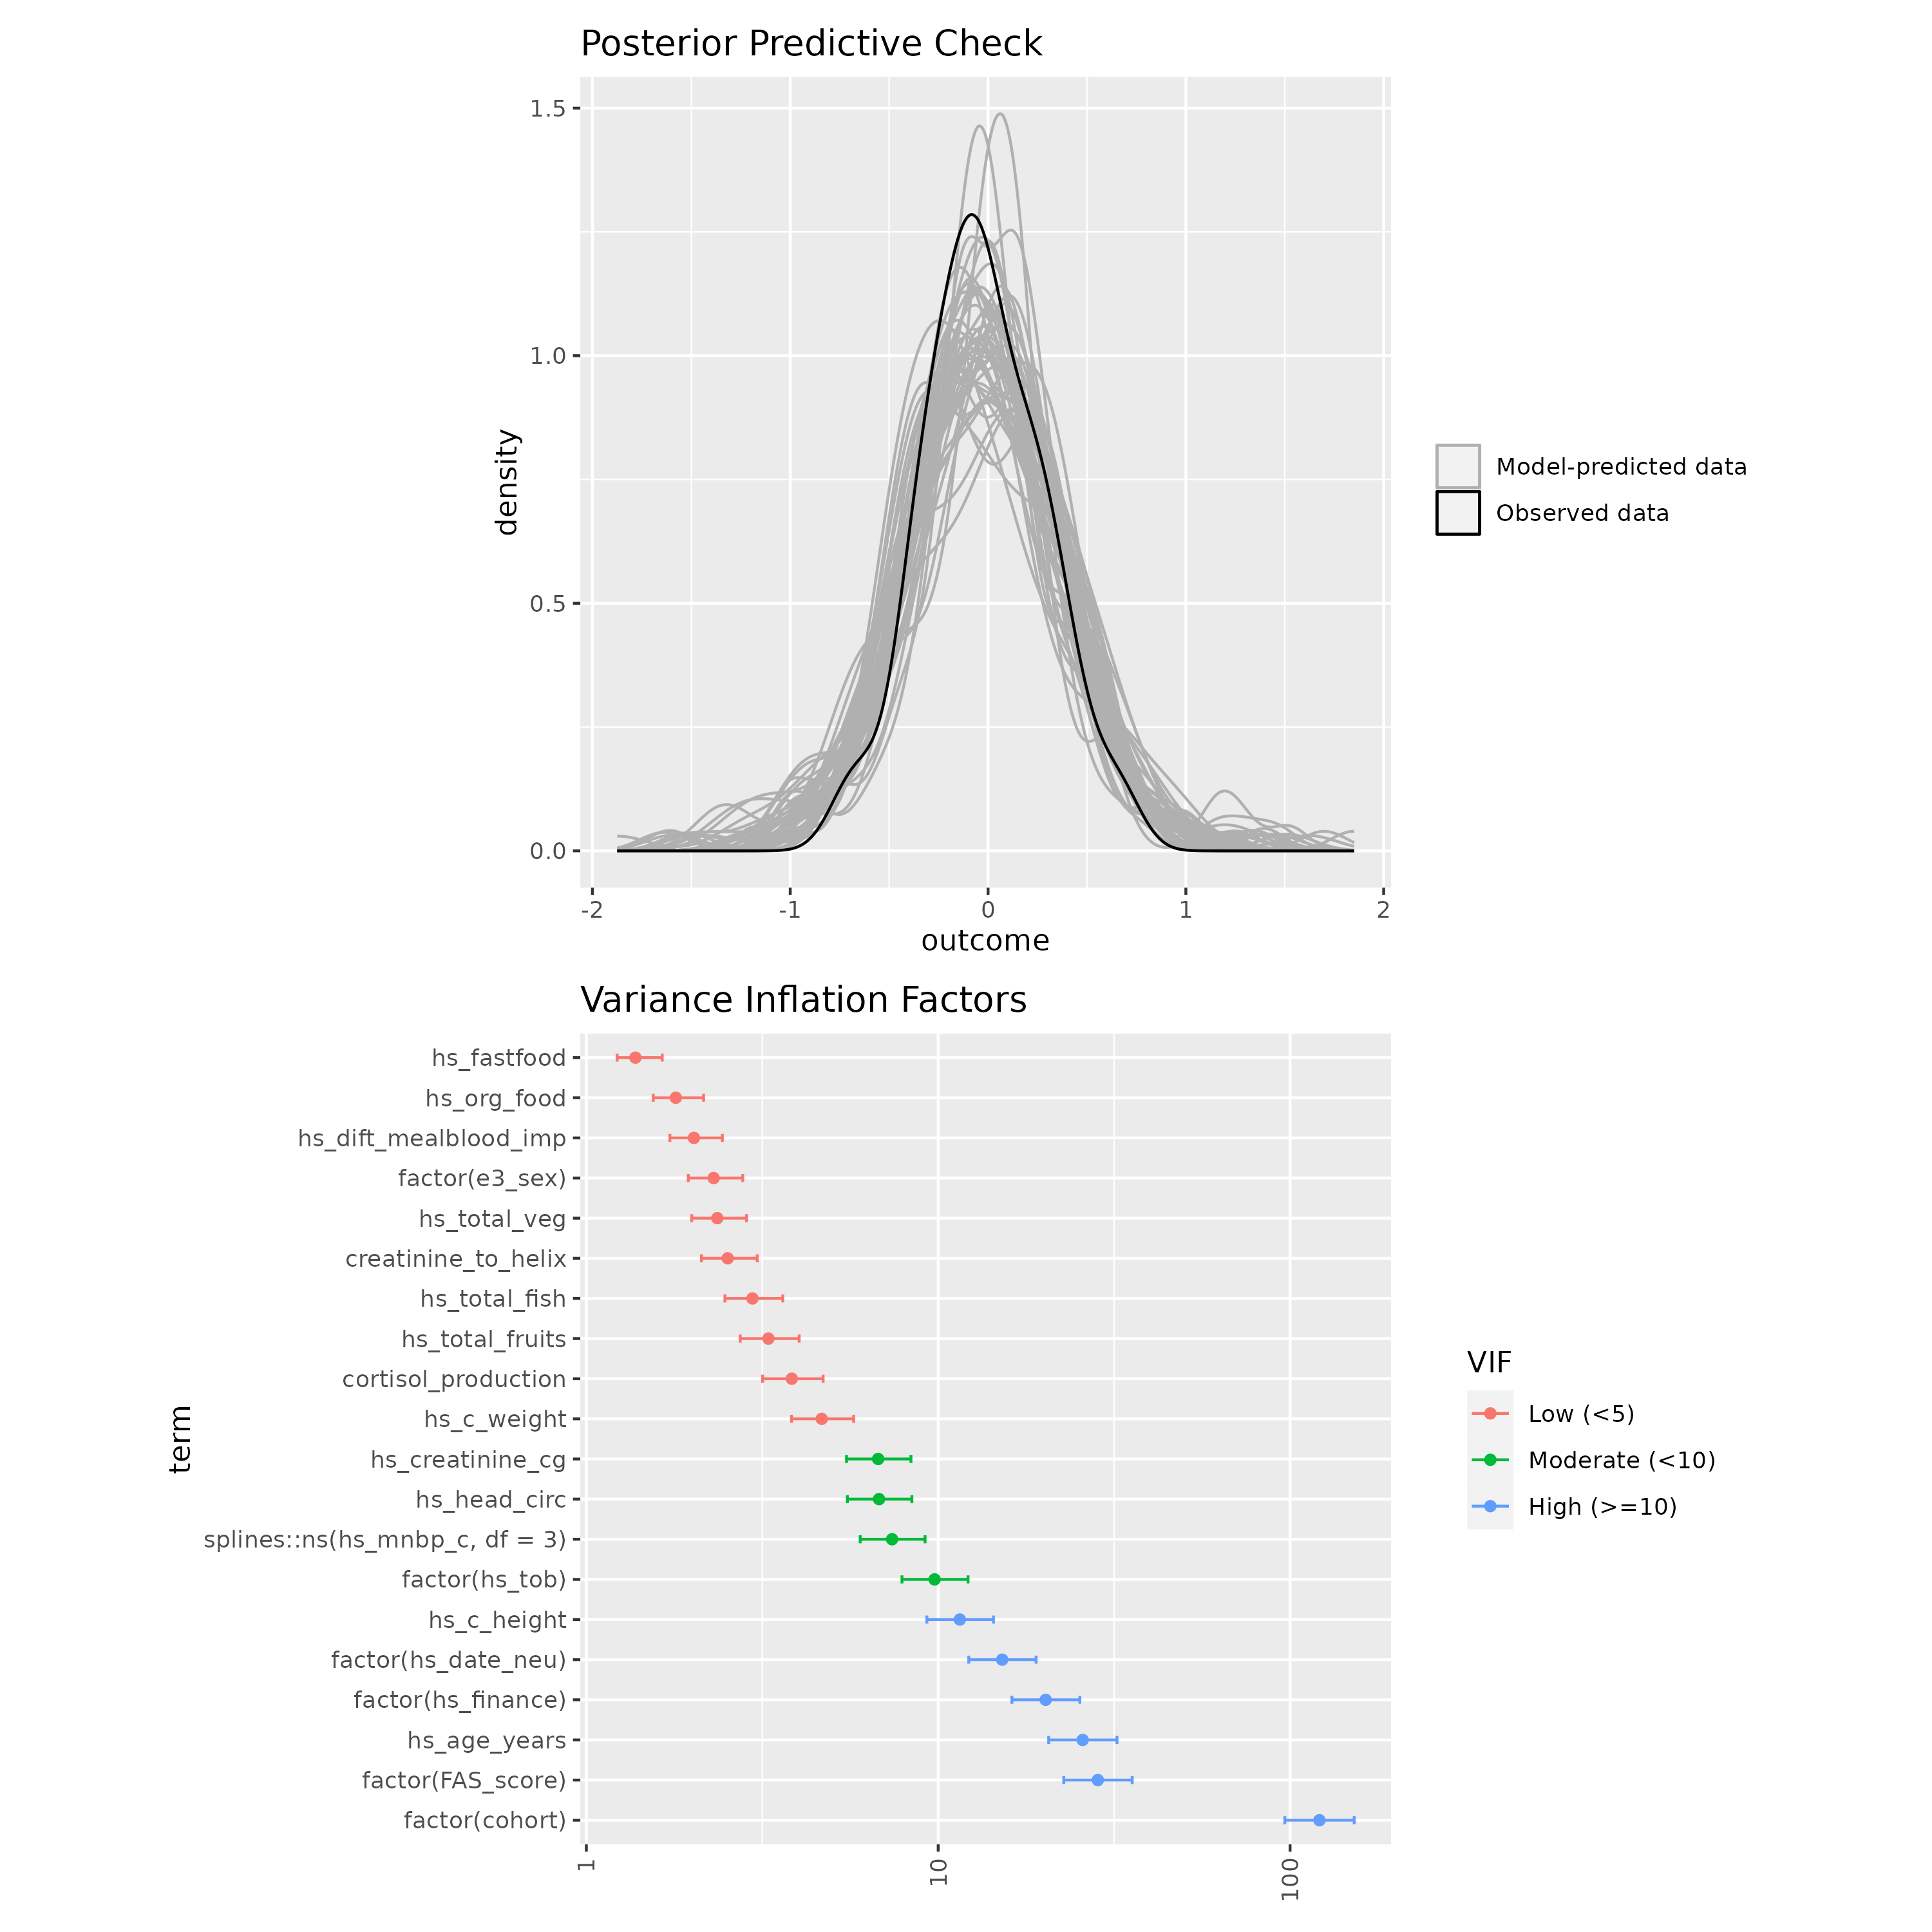 Posterior Predictive Check
1.5
1.0
0.5
0.0
density
-2 -1 0 1 2
outcome
Model-predicted data
Observed data
Variance Inflation Factors
hs_fastfood
hs_org_food
hs_dift_mealblood_imp
factor(e3_sex)
hs_total_veg
creatinine_to_helix
hs_total_fish
hs_total_fruits
cortisol_production
hs_c_weight
hs_creatinine_cg
hs_head_circ
splines::ns(hs_mnbp_c, df = 3)
factor(hs_tob)
hs_c_height
factor(hs_date_neu)
factor(hs_finance)
hs_age_years
factor(FAS_score)
factor(cohort)
term
1 10 100
VIF
Low (<5)
Moderate (<10)
High (>=10)